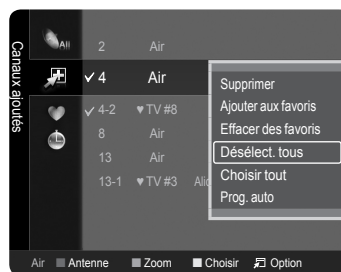 Canaux ajoutés
All
2 Air
✓ 4 Air
✓ 4-2 ♥ TV #8
8 Air
13 Air
13-1 ♥ TV #3 Alic
Supprimer
Ajouter aux favoris
Effacer des favoris
Désélect. tous
Choisir tout
Prog. auto
Air Antenne Zoom Choisir Option